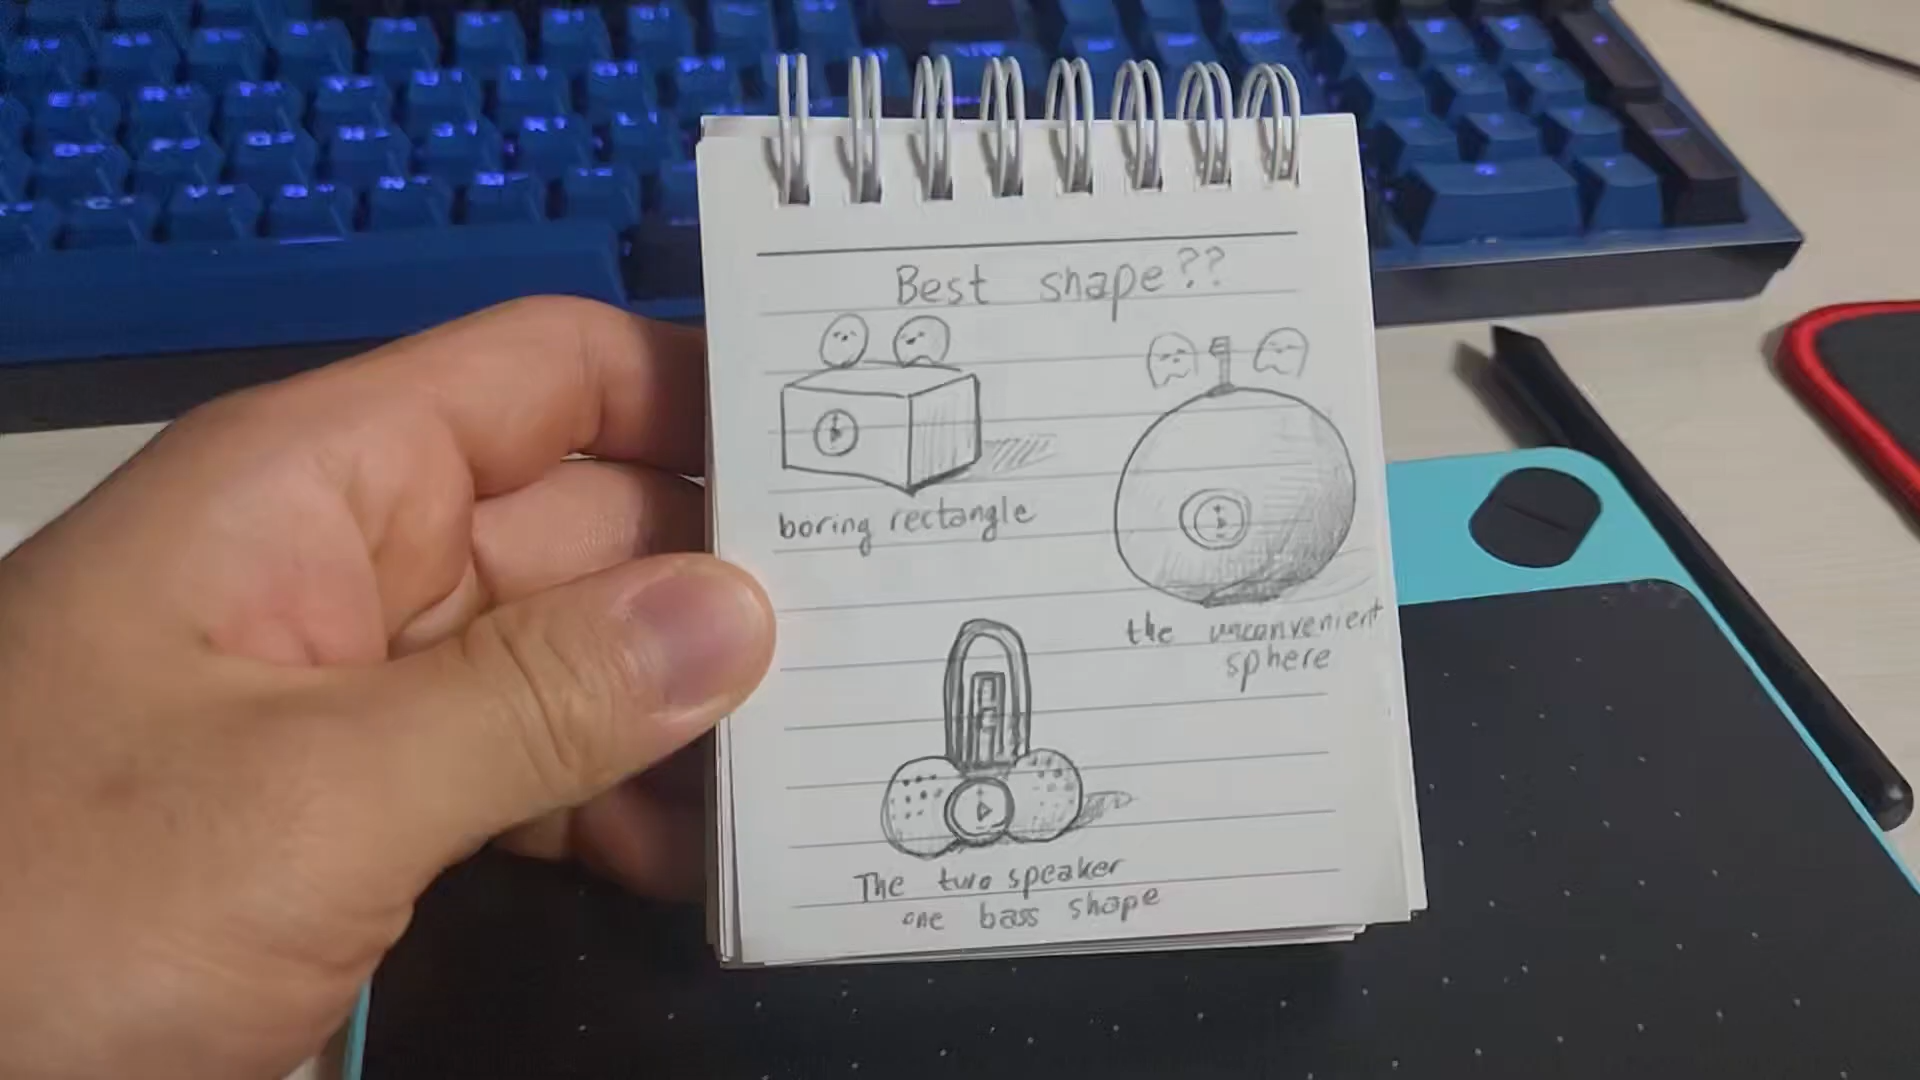 Best shape??
boring rectangle
the unconvenient
sphere
The two speaker
one bass shape